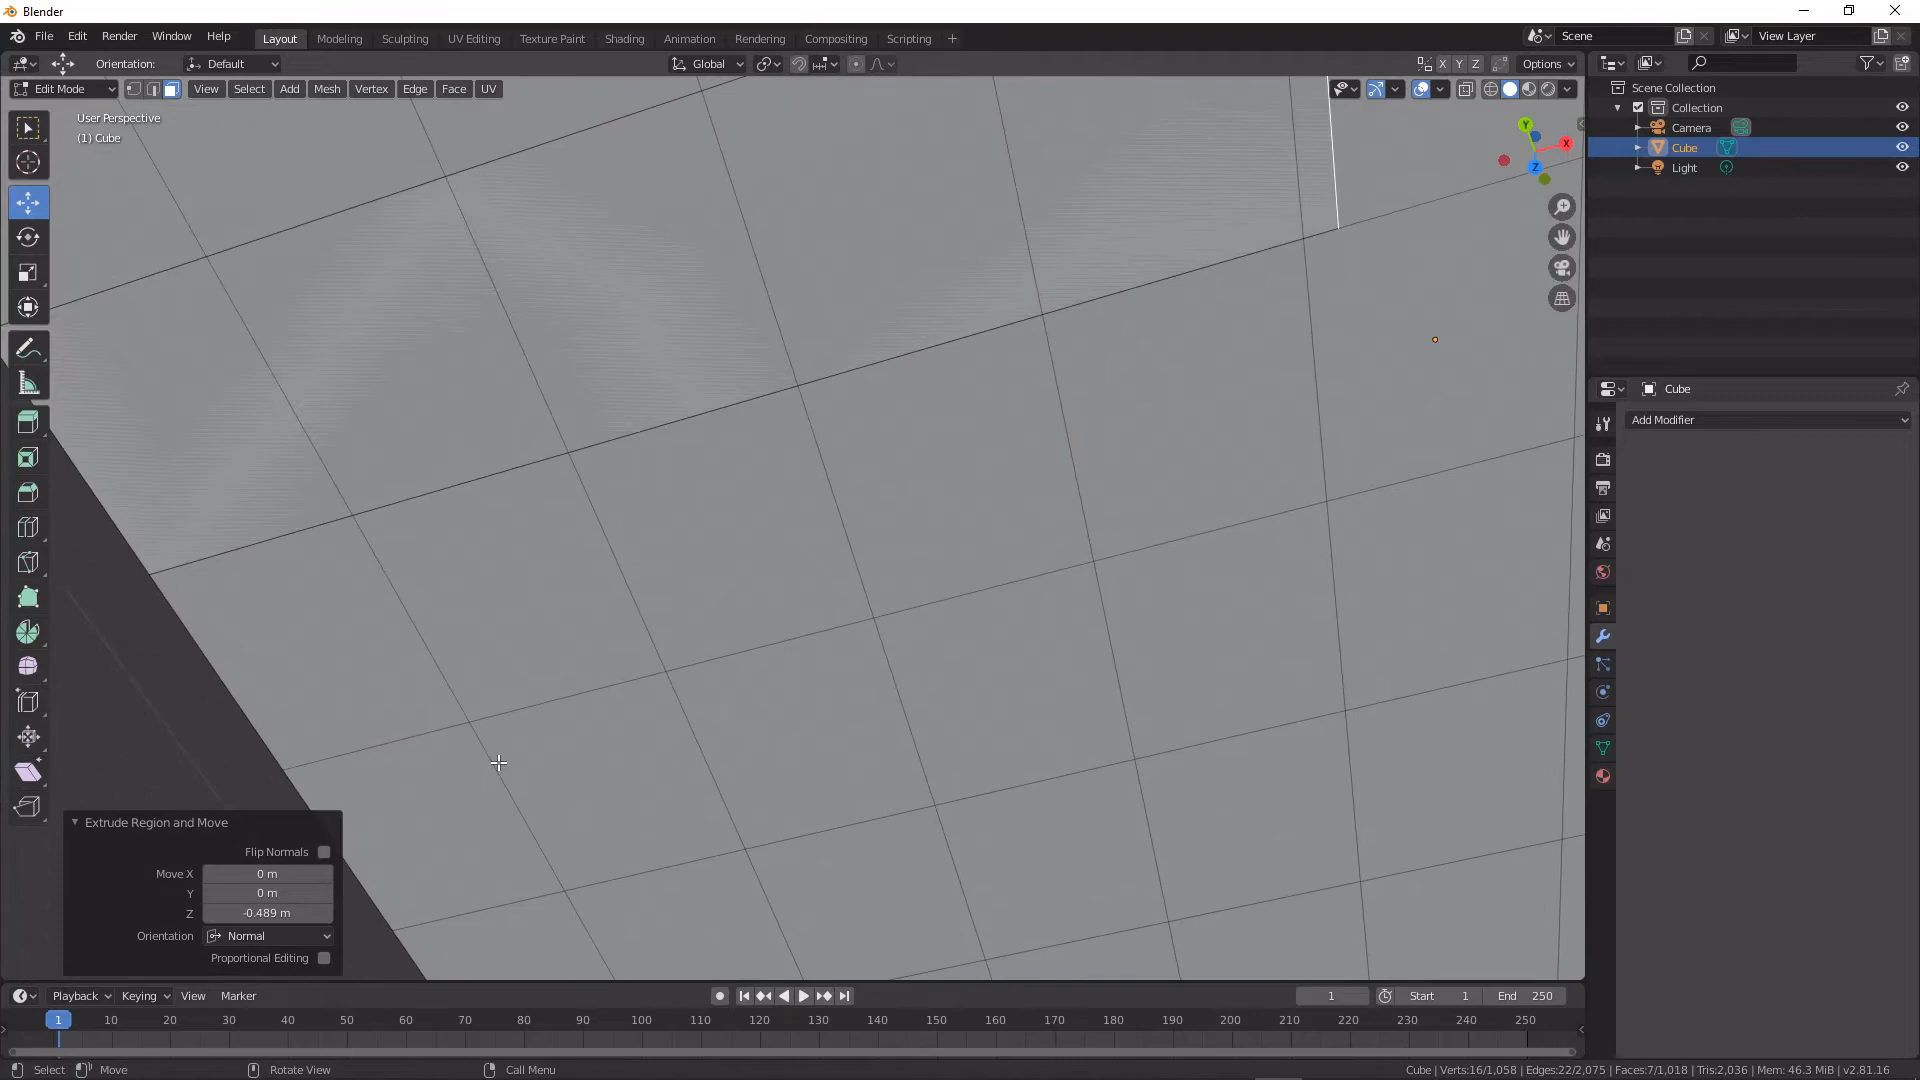 Blender
File Edit Render Window Help
Layout Modeling Sculpting UV Editing Texture Paint Shading Animation Rendering Compositing Scripting +
Scene
View Layer
Orientation: Default
Global
X Y Z Options
Edit Mode
View Select Add Mesh Vertex Edge Face UV
User Perspective
(1) Cube
Y
X
Z
Scene Collection
Collection
Camera
Cube
Light
Cube
Add Modifier
Extrude Region and Move
Flip Normals
Move X 0 m
Y 0 m
Z -0.489 m
Orientation Normal
Proportional Editing
Playback Keying View Marker
1
Start 1
End 250
1 10 20 30 40 50 60 70 80 90 100 110 120 130 140 150 160 170 180 190 200 210 220 230 240 250
Select Move Rotate View Call Menu
Cube | Verts:16/1,058 | Edges:22/2,075 | Faces:7/1,018 | Tris:2,036 | Mem: 46.3 MiB | v2.81.16